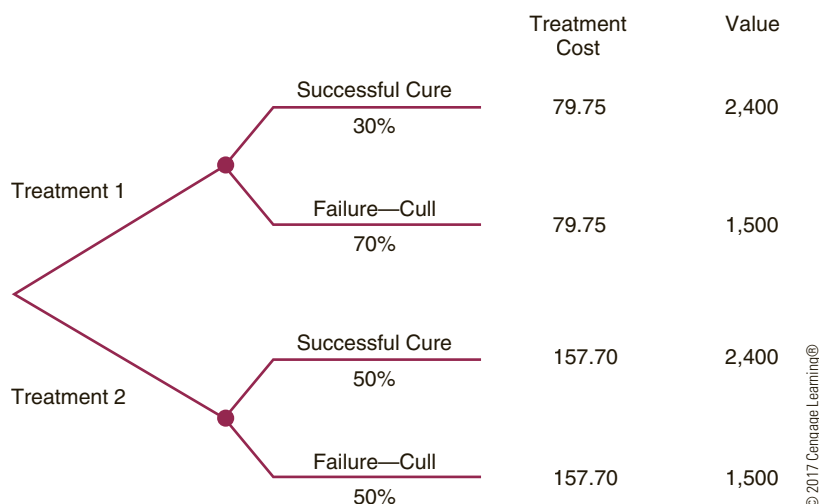 Treatment Cost Value
Successful Cure 79.75 2,400
30%
Treatment 1
Failure—Cull 79.75 1,500
70%
Successful Cure 157.70 2,400
50%
Treatment 2
Failure—Cull 157.70 1,500
50%
© 2017 Cengage Learning®